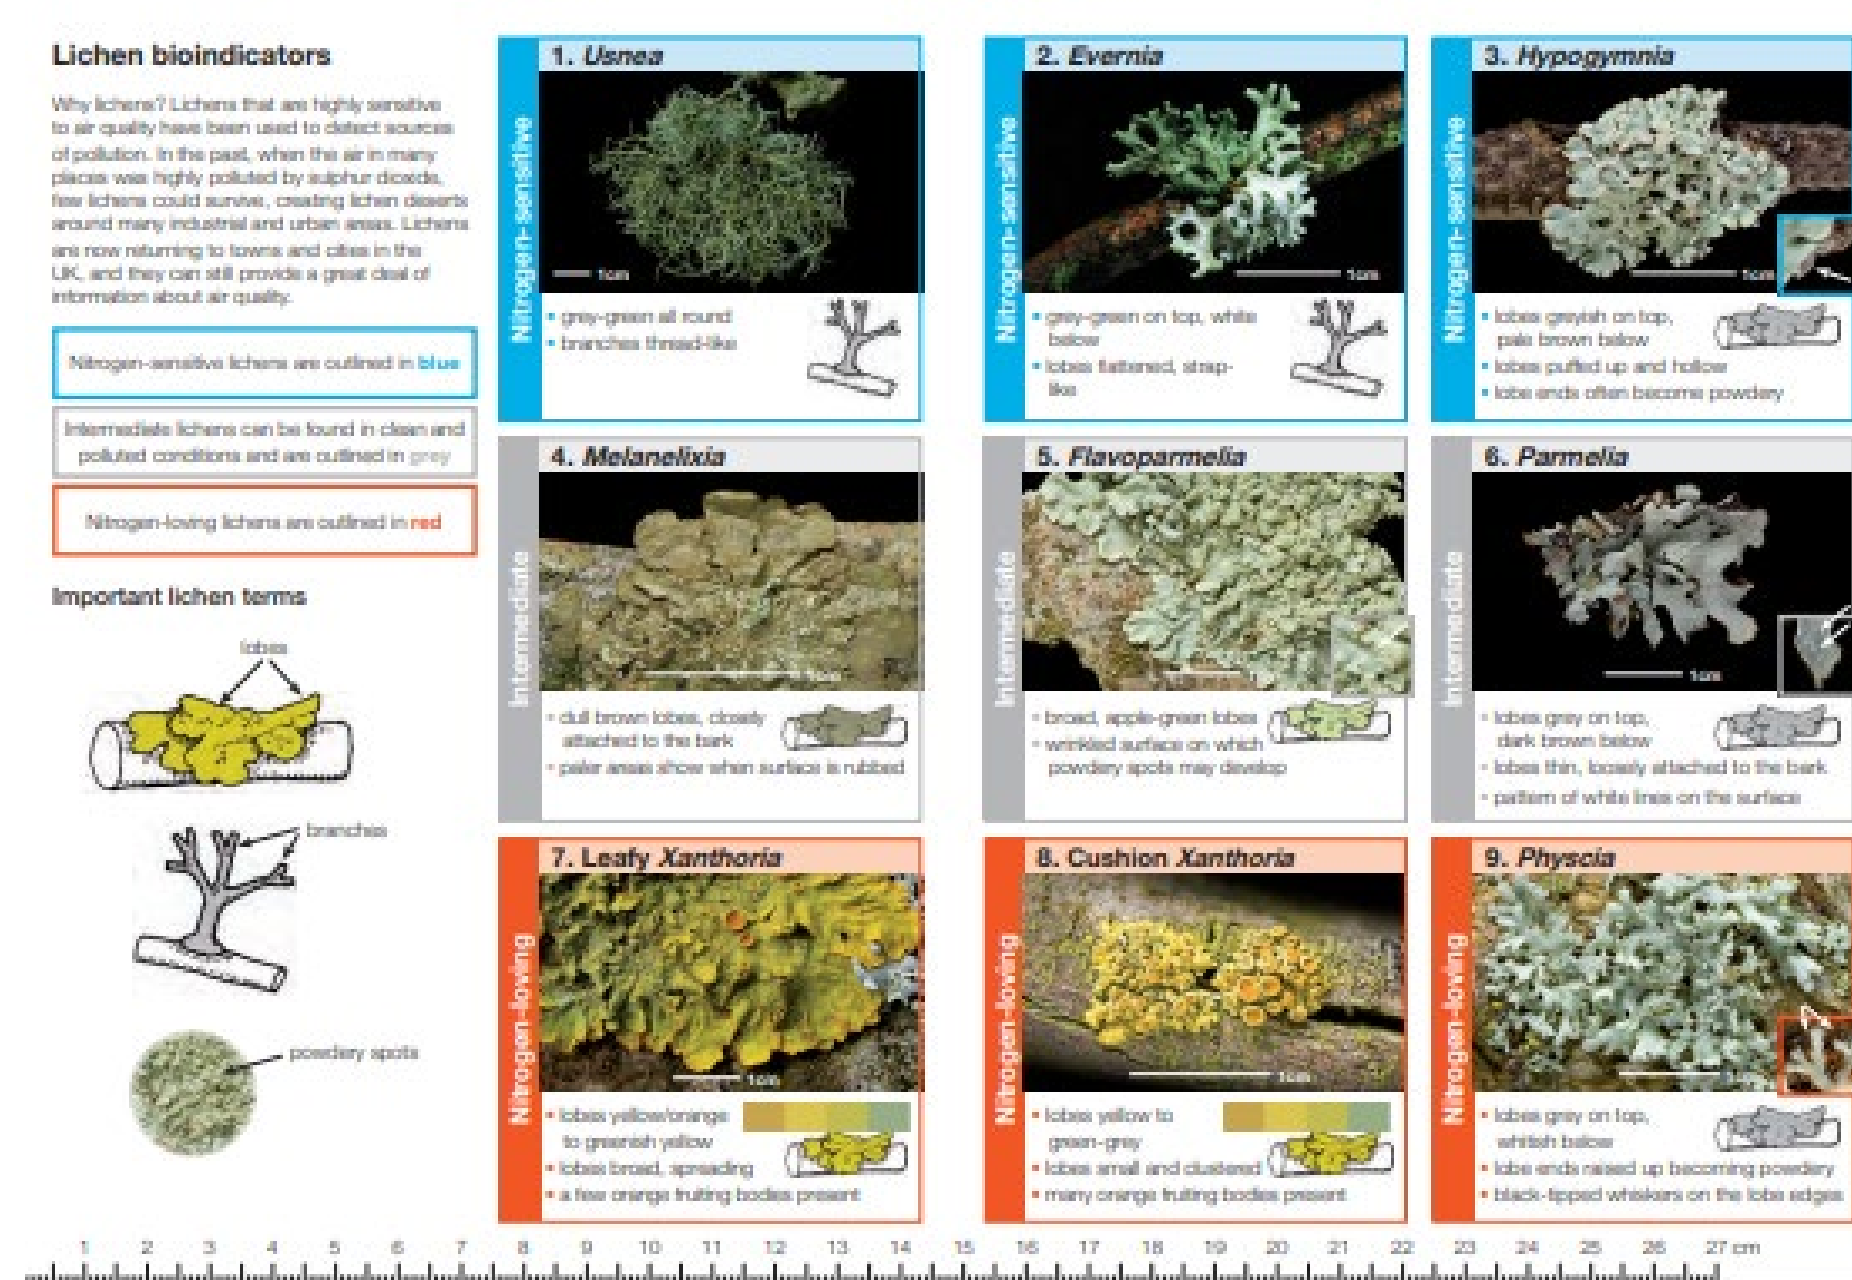 Lichen bioindicators
Why lichens? Lichens that are highly sensitive
to air quality have been used to detect sources
of pollution. In the past, when the air in many
places was highly polluted by sulphur dioxide,
few lichens could survive, creating lichen deserts
around many industrial and urban areas. Lichens
are now returning to towns and cities in the
UK, and they can still provide a great deal of
information about air quality.
Nitrogen-sensitive lichens are outlined in blue
Intermediate lichens can be found in clean and
polluted conditions and are outlined in grey
Nitrogen-loving lichens are outlined in red
Important lichen terms
lobes
branches
powdery spots
Nitrogen-sensitive
1. Usnea
1cm
• grey-green all round
• branches thread-like
Nitrogen-sensitive
2. Evernia
1cm
• grey-green on top, white
below
• lobes flattened, strap-
like
Nitrogen-sensitive
3. Hypogymnia
1cm
• lobes greyish on top,
pale brown below
• lobes puffed up and hollow
• lobe ends often become powdery
Intermediate
4. Melanelixia
1cm
• dull brown lobes, closely
attached to the bark
• paler areas show when surface is rubbed
Intermediate
5. Flavoparmelia
• broad, apple-green lobes
• wrinkled surface on which
powdery spots may develop
Intermediate
6. Parmelia
1cm
• lobes grey on top,
dark brown below
• lobes thin, loosely attached to the bark
• pattern of white lines on the surface
Nitrogen-loving
7. Leafy Xanthoria
1cm
• lobes yellow/orange
to greenish yellow
• lobes broad, spreading
• a few orange fruiting bodies present
Nitrogen-loving
8. Cushion Xanthoria
1cm
• lobes yellow to
green-grey
• lobes small and clustered
• many orange fruiting bodies present
Nitrogen-loving
9. Physcia
• lobes grey on top,
whitish below
• lobe ends raised up becoming powdery
• black-tipped whiskers on the lobe edges
1 2 3 4 5 6 7 8 9 10 11 12 13 14 15 16 17 18 19 20 21 22 23 24 25 26 27 cm